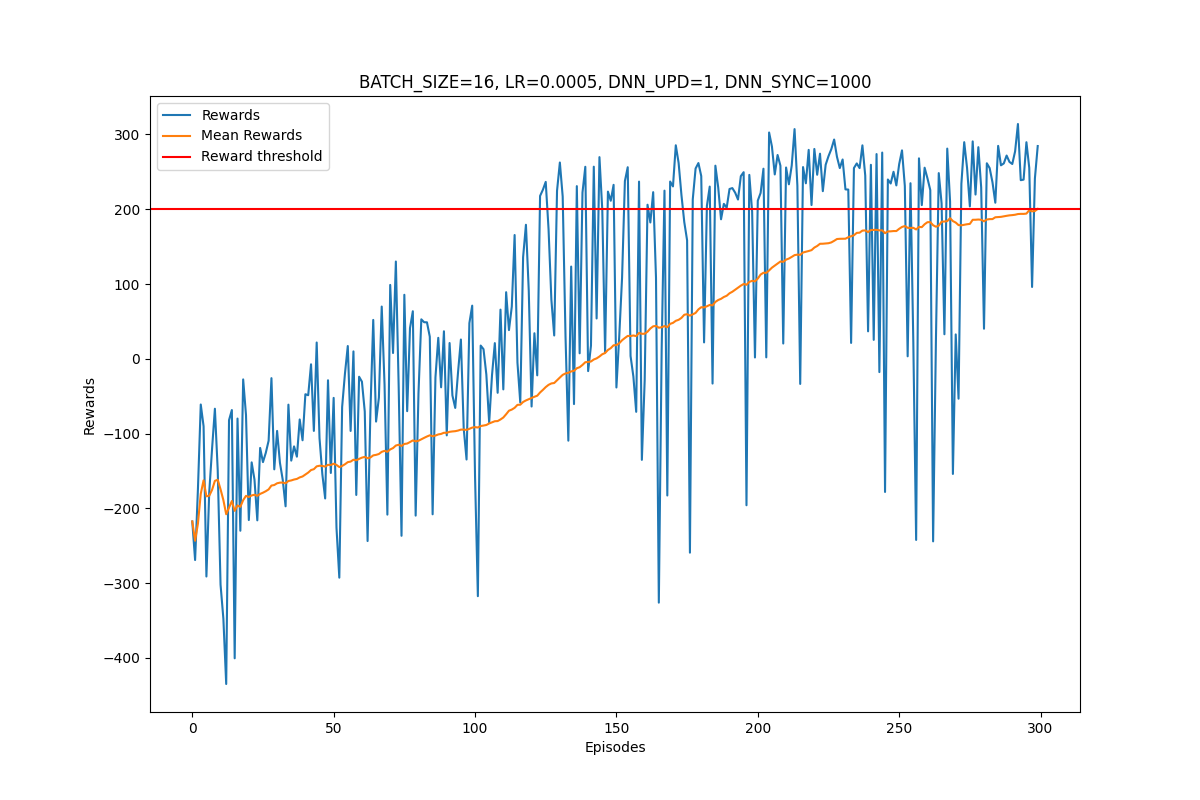 BATCH_SIZE=16, LR=0.0005, DNN_UPD=1, DNN_SYNC=1000
Rewards
Mean Rewards
Reward threshold
300
200
100
0
−100
−200
−300
−400
Rewards
0 50 100 150 200 250 300
Episodes